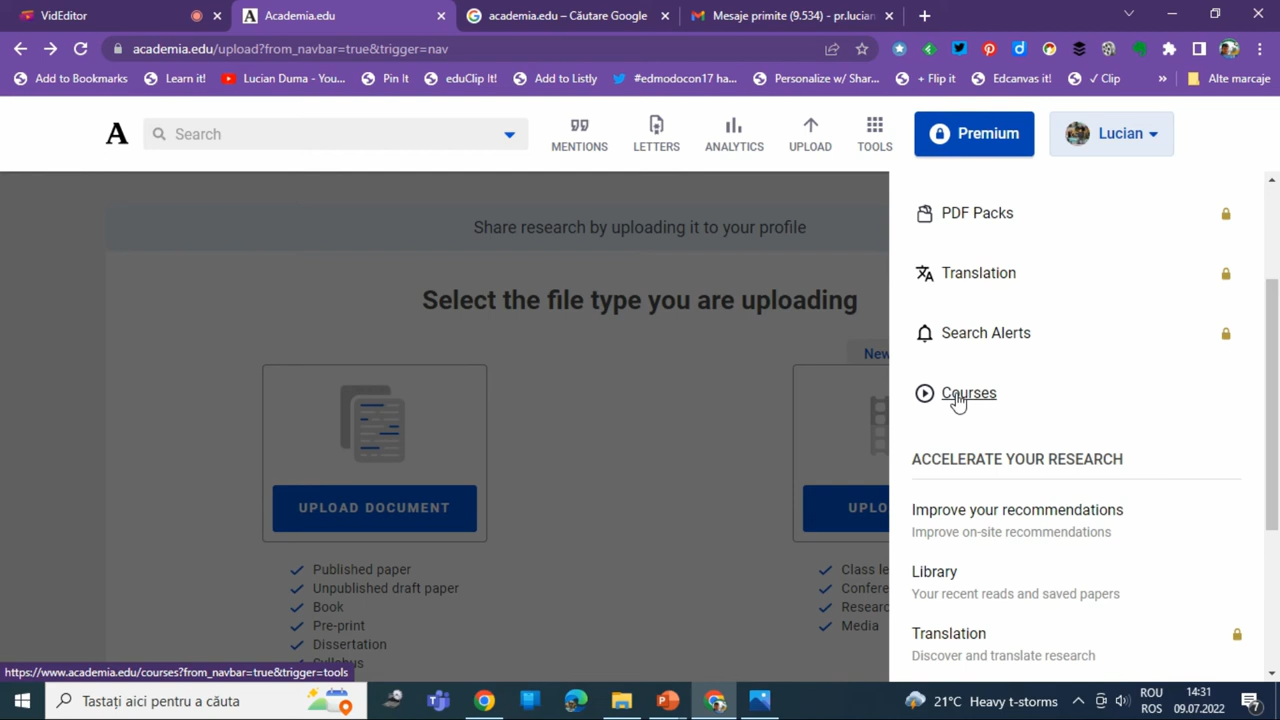 VidEditor
Academia.edu
academia.edu – Căutare Google
Mesaje primite (9.534) - pr.lucian
academia.edu/upload?from_navbar=true&trigger=nav
Add to Bookmarks
Learn it!
Lucian Duma - You...
Pin It
eduClip It!
Add to Listly
#edmodocon17 ha...
Personalize w/ Shar...
+ Flip it
Edcanvas it!
✓ Clip
»
Alte marcaje
A
Search
MENTIONS
LETTERS
ANALYTICS
UPLOAD
TOOLS
Premium
Lucian
Share research by uploading it to your profile
Select the file type you are uploading
New
UPLOAD DOCUMENT
UPLO
Published paper
Unpublished draft paper
Book
Pre-print
Dissertation
Syllabus
Class le
Confere
Researc
Media
PDF Packs
Translation
Search Alerts
Courses
ACCELERATE YOUR RESEARCH
Improve your recommendations
Improve on-site recommendations
Library
Your recent reads and saved papers
Translation
Discover and translate research
https://www.academia.edu/courses?from_navbar=true&trigger=tools
Tastați aici pentru a căuta
21°C Heavy t-storms
ROU
ROS
14:31
09.07.2022
7